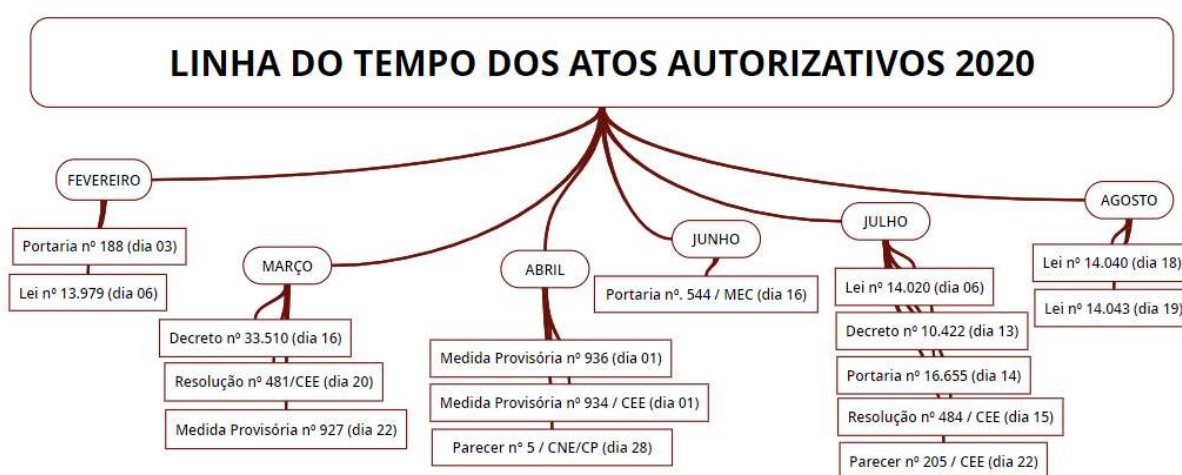 LINHA DO TEMPO DOS ATOS AUTORIZATIVOS 2020
FEVEREIRO
Portaria nº 188 (dia 03)
Lei nº 13.979 (dia 06)
MARÇO
Decreto nº 33.510 (dia 16)
Resolução nº 481/CEE (dia 20)
Medida Provisória nº 927 (dia 22)
ABRIL
Medida Provisória nº 936 (dia 01)
Medida Provisória nº 934 / CEE (dia 01)
Parecer nº 5 / CNE/CP (dia 28)
JUNHO
Portaria nº. 544 / MEC (dia 16)
JULHO
Lei nº 14.020 (dia 06)
Decreto nº 10.422 (dia 13)
Portaria nº 16.655 (dia 14)
Resolução nº 484 / CEE (dia 15)
Parecer nº 205 / CEE (dia 22)
AGOSTO
Lei nº 14.040 (dia 18)
Lei nº 14.043 (dia 19)